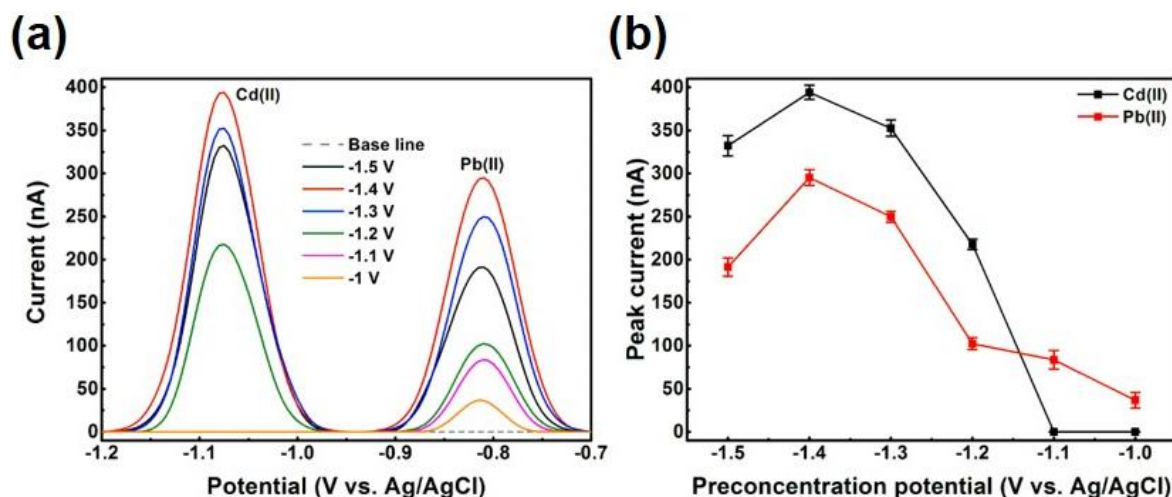 (a)
400
350
300
250
200
150
100
50
0
Current (nA)
Cd(II)
Pb(II)
Base line
-1.5 V
-1.4 V
-1.3 V
-1.2 V
-1.1 V
-1 V
-1.2 -1.1 -1.0 -0.9 -0.8 -0.7
Potential (V vs. Ag/AgCl)
(b)
400
350
300
250
200
150
100
50
0
Peak current (nA)
Cd(II)
Pb(II)
-1.5 -1.4 -1.3 -1.2 -1.1 -1.0
Preconcentration potential (V vs. Ag/AgCl)